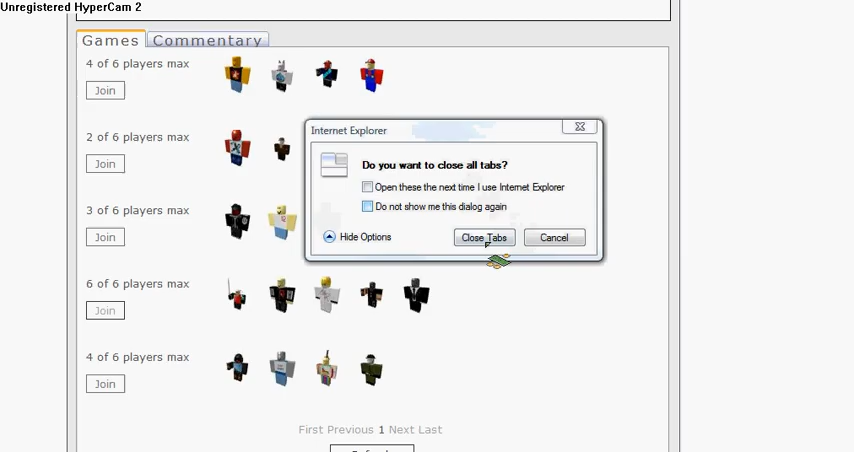 Unregistered HyperCam 2
Games
Commentary
4 of 6 players max
Join
2 of 6 players max
Join
3 of 6 players max
Join
6 of 6 players max
Join
4 of 6 players max
Join
First Previous 1 Next Last
Internet Explorer
Do you want to close all tabs?
Open these the next time I use Internet Explorer
Do not show me this dialog again
Hide Options
Close Tabs
Cancel